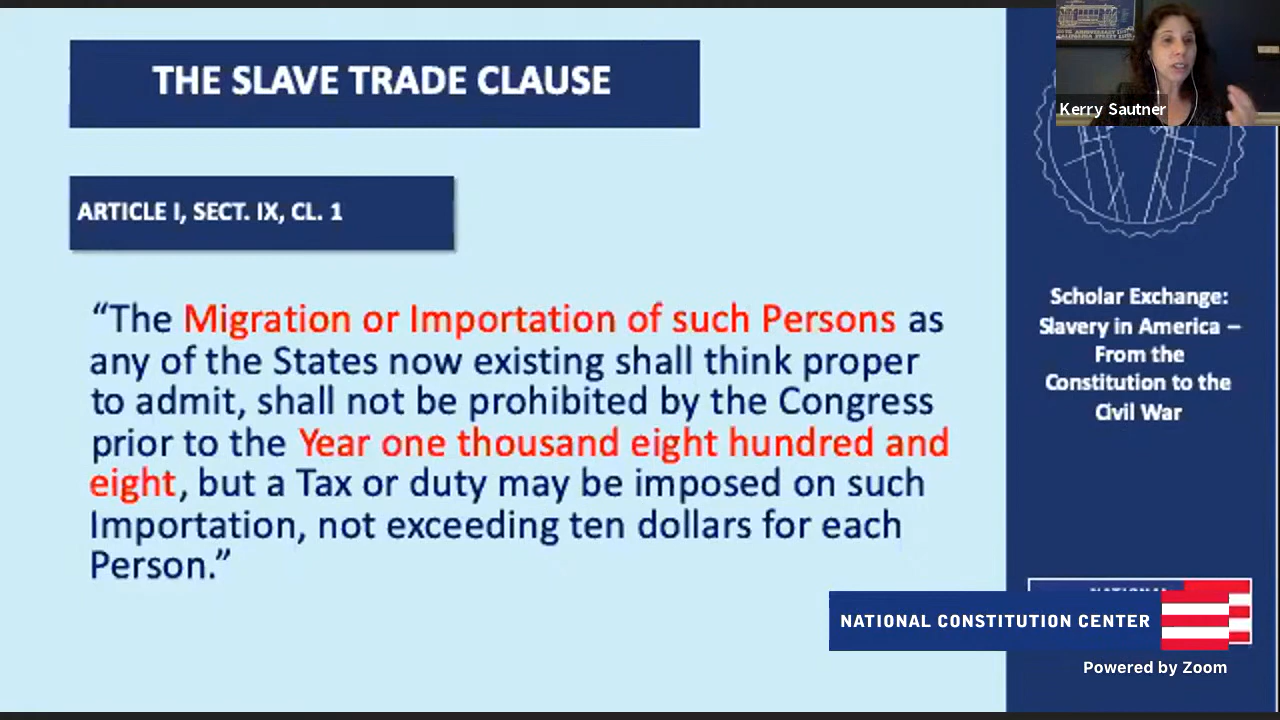 THE SLAVE TRADE CLAUSE
ARTICLE I, SECT. IX, CL. 1
“The Migration or Importation of such Persons as
any of the States now existing shall think proper
to admit, shall not be prohibited by the Congress
prior to the Year one thousand eight hundred and
eight, but a Tax or duty may be imposed on such
Importation, not exceeding ten dollars for each
Person.”
Kerry Sautner
Scholar Exchange:
Slavery in America –
From the
Constitution to the
Civil War
NATIONAL CONSTITUTION CENTER
Powered by Zoom